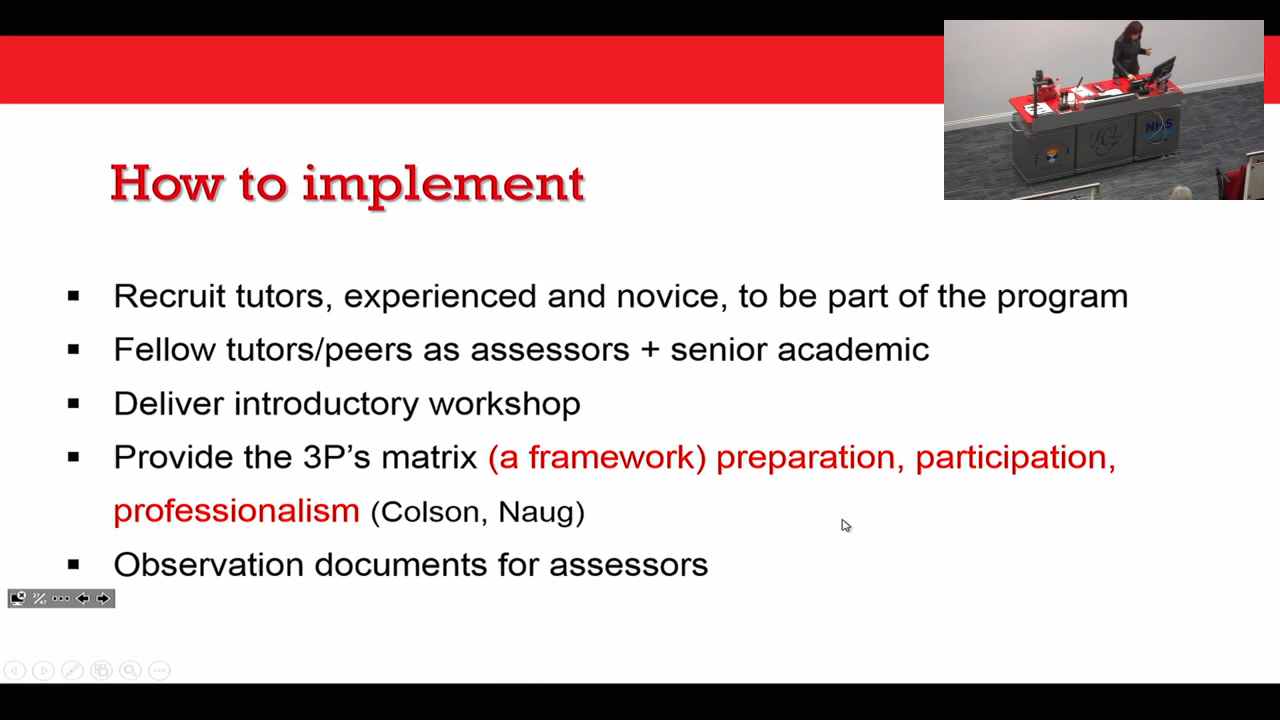 How to implement
▪ Recruit tutors, experienced and novice, to be part of the program
▪ Fellow tutors/peers as assessors + senior academic
▪ Deliver introductory workshop
▪ Provide the 3P’s matrix (a framework) preparation, participation,
professionalism (Colson, Naug)
▪ Observation documents for assessors
NHS